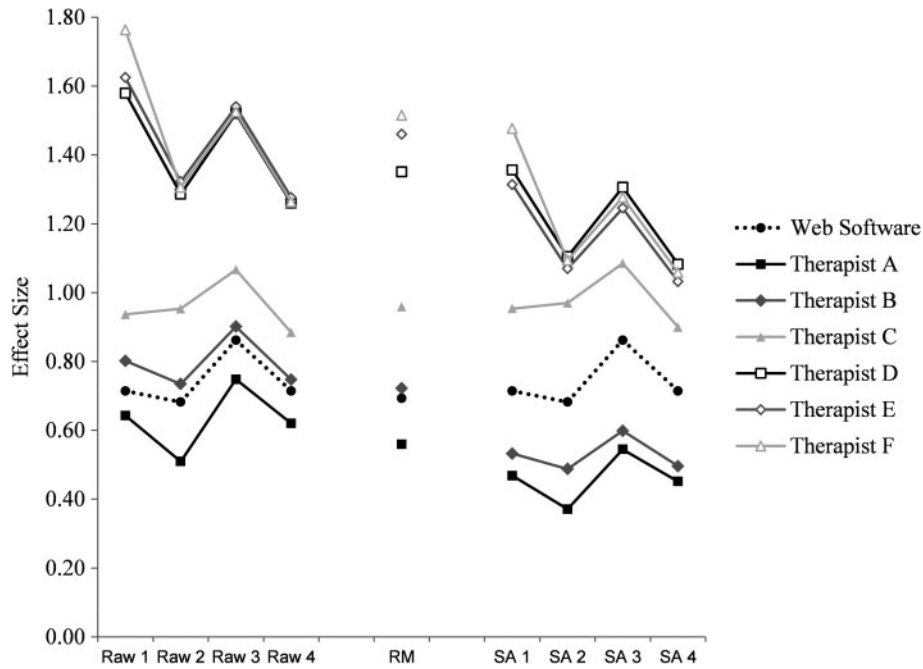 1.80
1.60
1.40
1.20
1.00
0.80
0.60
0.40
0.20
0.00
Effect Size
Raw 1 Raw 2 Raw 3 Raw 4 RM SA 1 SA 2 SA 3 SA 4
Web Software
Therapist A
Therapist B
Therapist C
Therapist D
Therapist E
Therapist F